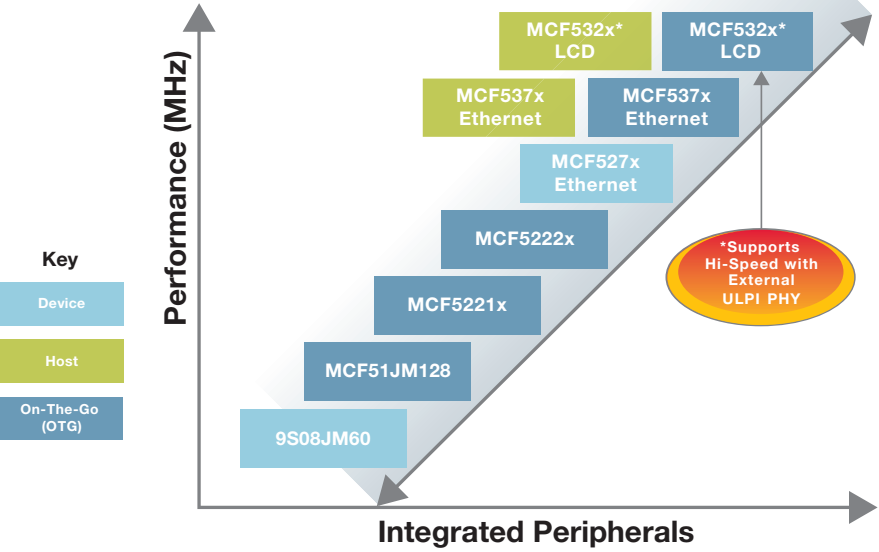 MCF532x*
LCD
MCF532x*
LCD
MCF537x
Ethernet
MCF537x
Ethernet
MCF527x
Ethernet
MCF5222x
MCF5221x
MCF51JM128
9S08JM60
Performance (MHz)
Integrated Peripherals
*Supports
Hi-Speed with
External
ULPI PHY
Key
Device
Host
On-The-Go
(OTG)